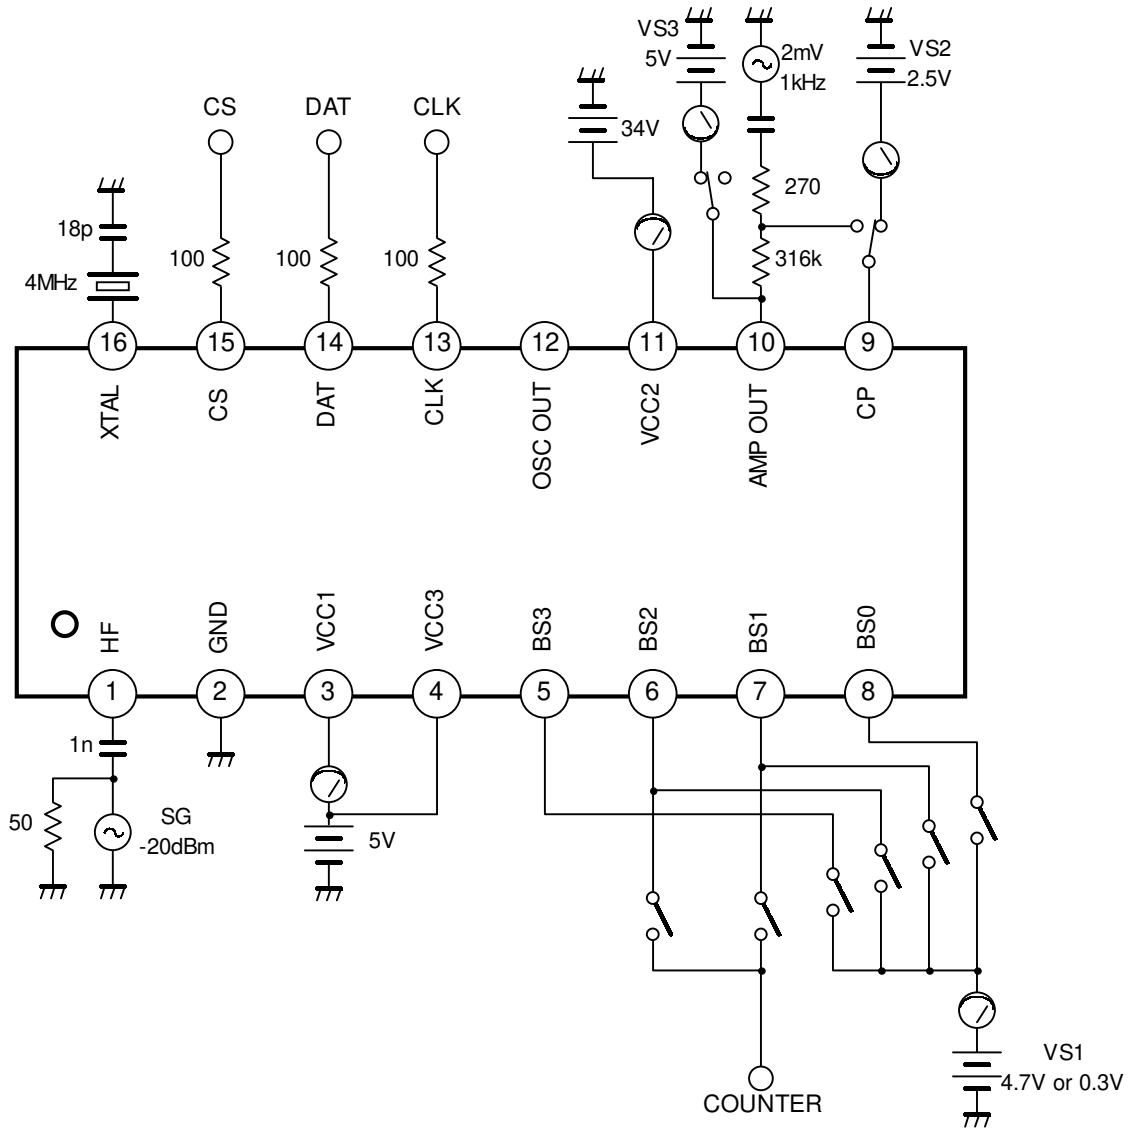 VS3
5V
2mV
1kHz
VS2
2.5V
34V
CS
DAT
CLK
18p
4MHz
100
100
100
270
316k
16
15
14
13
12
11
10
9
XTAL
CS
DAT
CLK
OSC OUT
VCC2
AMP OUT
CP
HF
GND
VCC1
VCC3
BS3
BS2
BS1
BS0
1
2
3
4
5
6
7
8
1n
50
SG
-20dBm
5V
VS1
4.7V or 0.3V
COUNTER